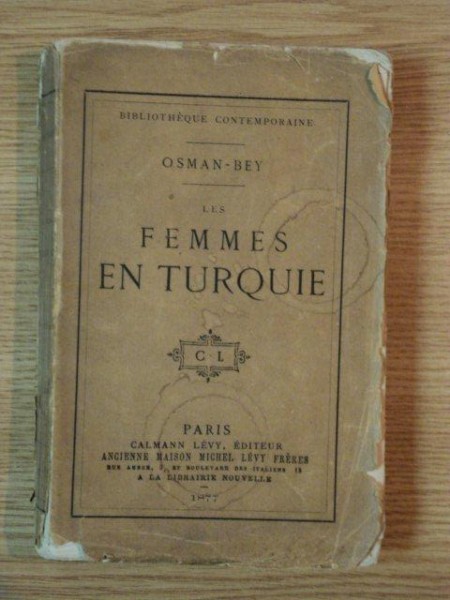 BIBLIOTHÈQUE CONTEMPORAINE
OSMAN-BEY
LES
FEMMES
EN TURQUIE
C·L
PARIS
CALMANN LÉVY, ÉDITEUR
ANCIENNE MAISON MICHEL LÉVY FRÈRES
RUE AUBER, 3, ET BOULEVARD DES ITALIENS 15
A LA LIBRAIRIE NOUVELLE
1877